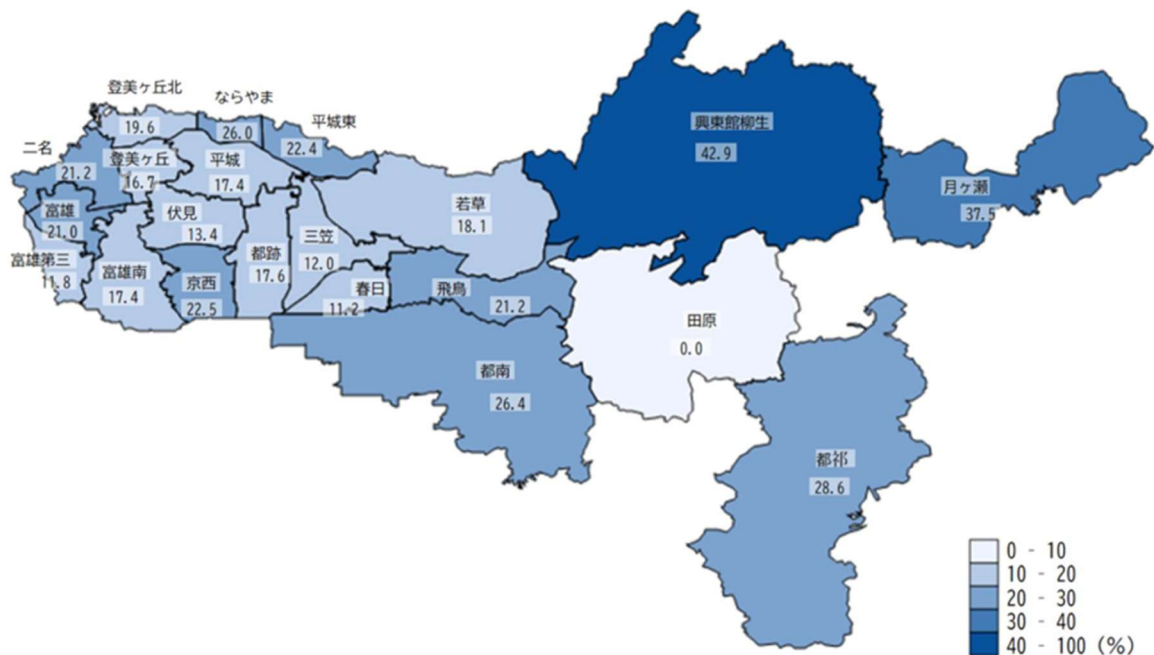 登美ヶ丘北
19.6
ならやま
26.0
平城東
22.4
二名
21.2
登美ヶ丘
16.7
平城
17.4
富雄
21.0
伏見
13.4
富雄第三
11.8
富雄南
17.4
京西
22.5
都跡
17.6
三笠
12.0
春日
11.2
若草
18.1
飛鳥
21.2
興東館柳生
42.9
月ヶ瀬
37.5
田原
0.0
都南
26.4
都祁
28.6
0 - 10
10 - 20
20 - 30
30 - 40
40 - 100 (%)